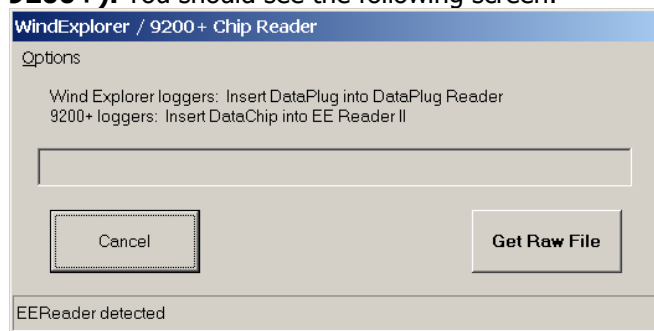 9200+). You should see the following screen:
WindExplorer / 9200+ Chip Reader
Options
Wind Explorer loggers: Insert DataPlug into DataPlug Reader
9200+ loggers: Insert DataChip into EE Reader II
Cancel
Get Raw File
EEReader detected